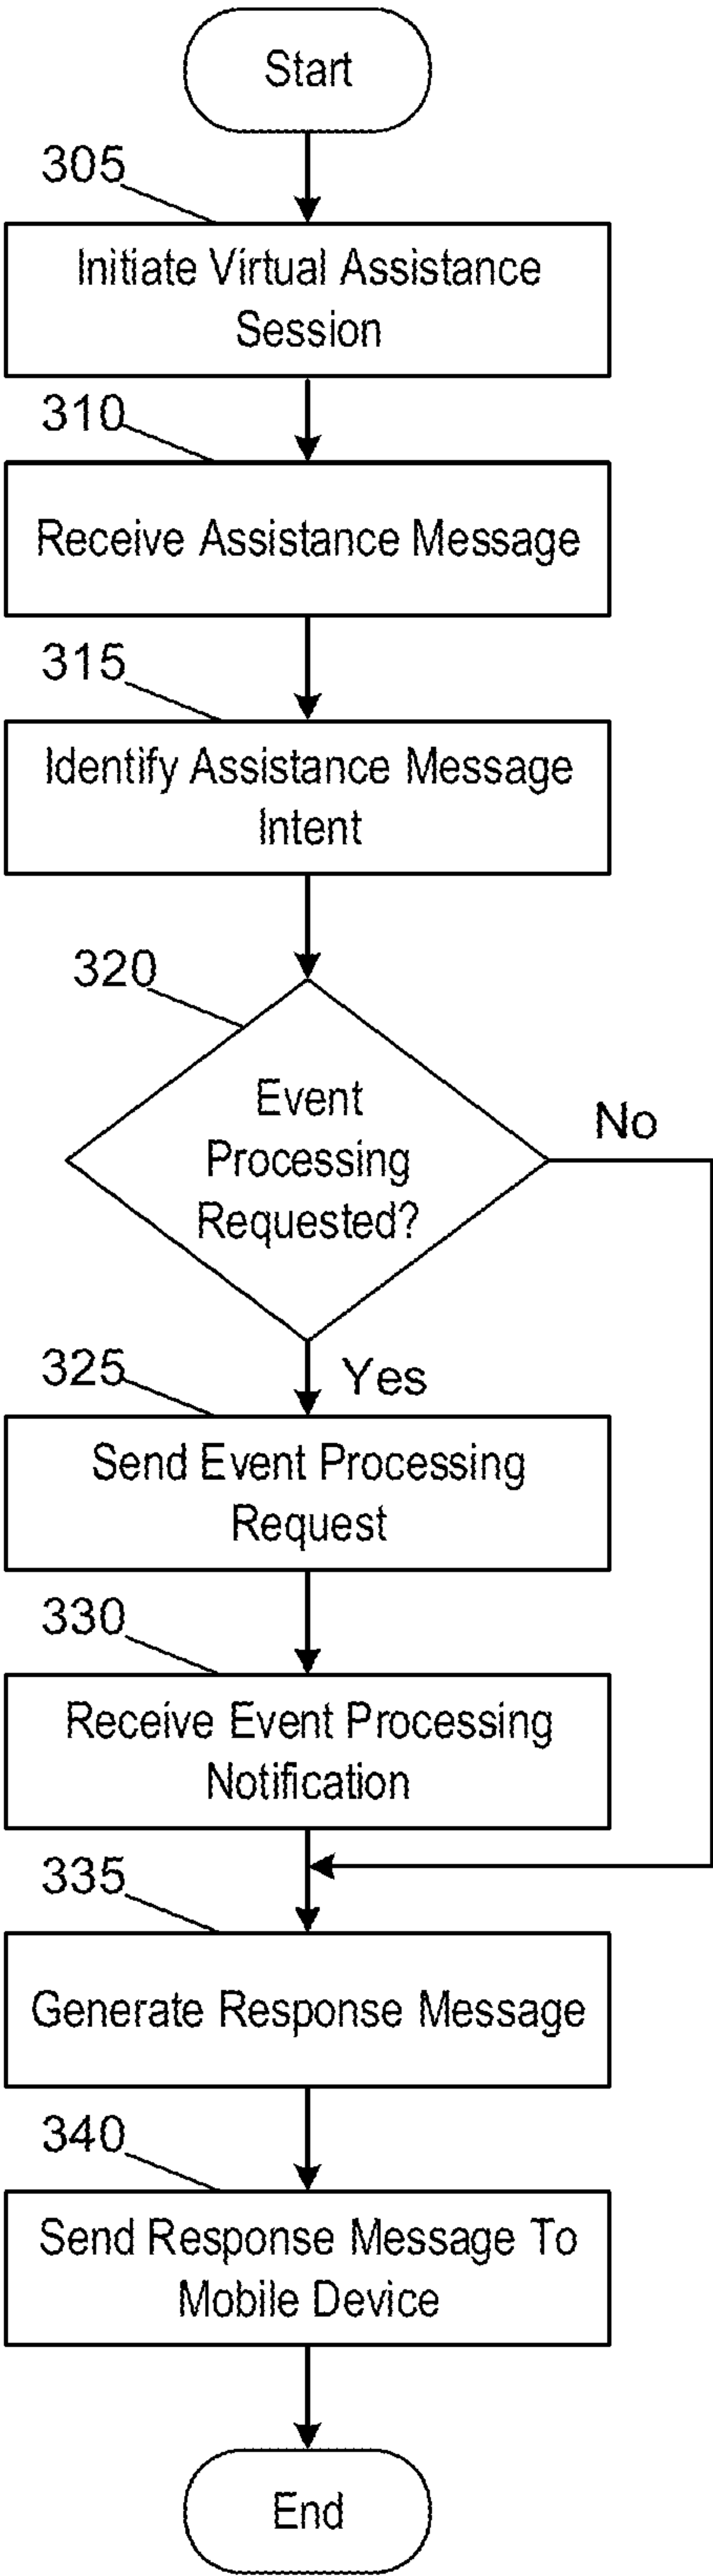 Start
305
Initiate Virtual Assistance
Session
310
Receive Assistance Message
315
Identify Assistance Message
Intent
320
Event
Processing
Requested?
No
Yes
325
Send Event Processing
Request
330
Receive Event Processing
Notification
335
Generate Response Message
340
Send Response Message To
Mobile Device
End